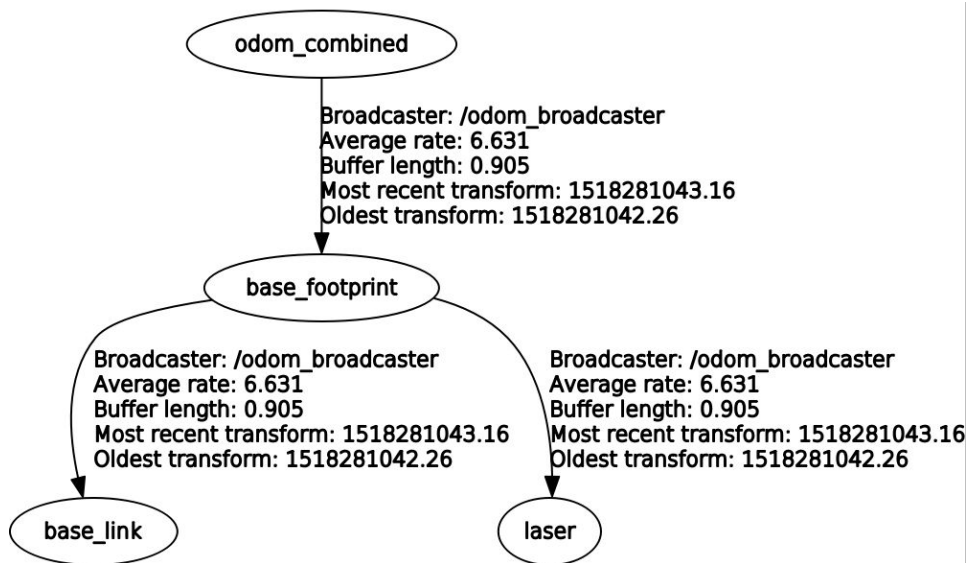 odom_combined
Broadcaster: /odom_broadcaster
Average rate: 6.631
Buffer length: 0.905
Most recent transform: 1518281043.16
Oldest transform: 1518281042.26
base_footprint
Broadcaster: /odom_broadcaster
Average rate: 6.631
Buffer length: 0.905
Most recent transform: 1518281043.16
Oldest transform: 1518281042.26
Broadcaster: /odom_broadcaster
Average rate: 6.631
Buffer length: 0.905
Most recent transform: 1518281043.16
Oldest transform: 1518281042.26
base_link
laser